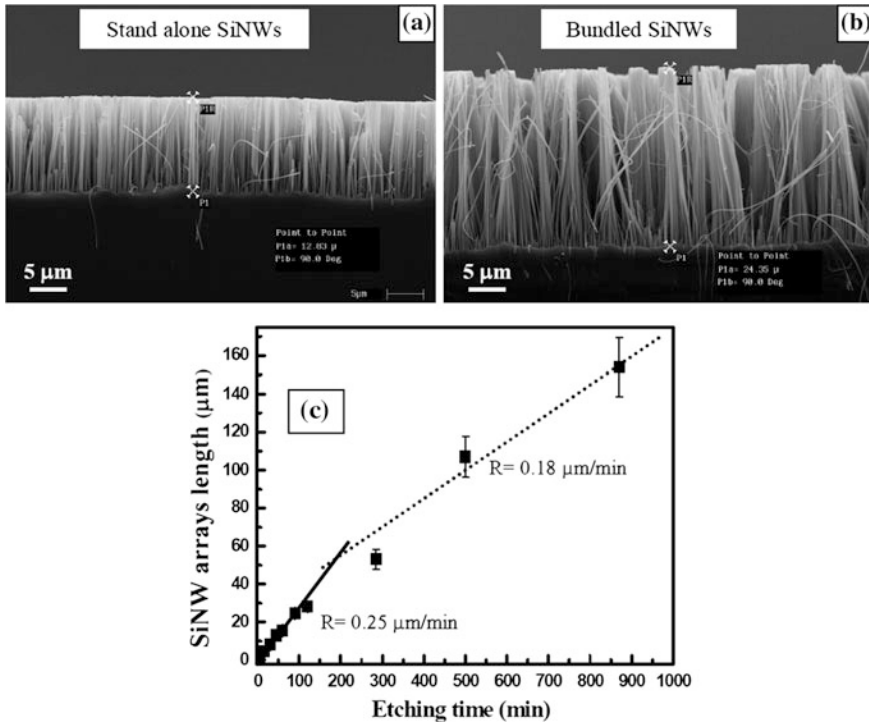 Stand alone SiNWs
(a)
P1R
P1
Point to Point
P1a= 12.83 µ
P1b= 90.0 Deg
5 µm
5µm
Bundled SiNWs
(b)
P1R
P1
Point to Point
P1a = 24.35 µ
P1b= 90.0 Deg
5 µm
SiNW arrays length (µm)
160
140
120
100
80
60
40
20
0
(c)
R= 0.18 µm/min
R= 0.25 µm/min
0 100 200 300 400 500 600 700 800 900 1000
Etching time (min)